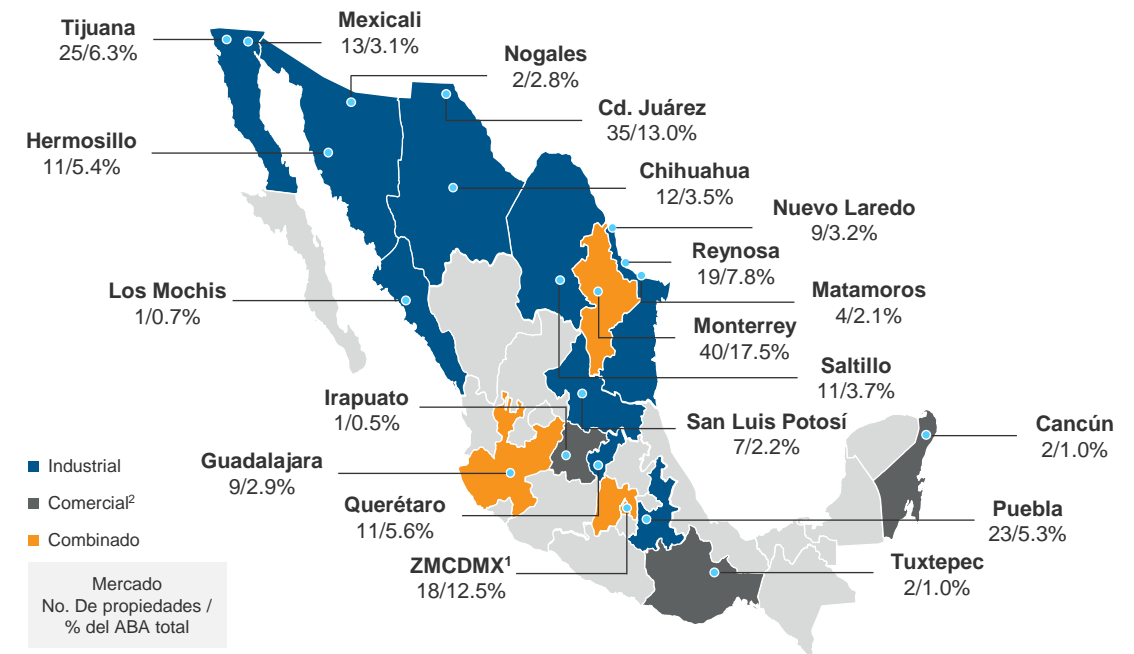 Tijuana
25/6.3%
Mexicali
13/3.1%
Nogales
2/2.8%
Cd. Juárez
35/13.0%
Hermosillo
11/5.4%
Chihuahua
12/3.5%
Nuevo Laredo
9/3.2%
Reynosa
19/7.8%
Los Mochis
1/0.7%
Matamoros
4/2.1%
Monterrey
40/17.5%
Saltillo
11/3.7%
Irapuato
1/0.5%
San Luis Potosí
7/2.2%
Cancún
2/1.0%
Guadalajara
9/2.9%
Querétaro
11/5.6%
Puebla
23/5.3%
ZMCDMX¹
18/12.5%
Tuxtepec
2/1.0%
Industrial
Comercial²
Combinado
Mercado
No. De propiedades /
% del ABA total